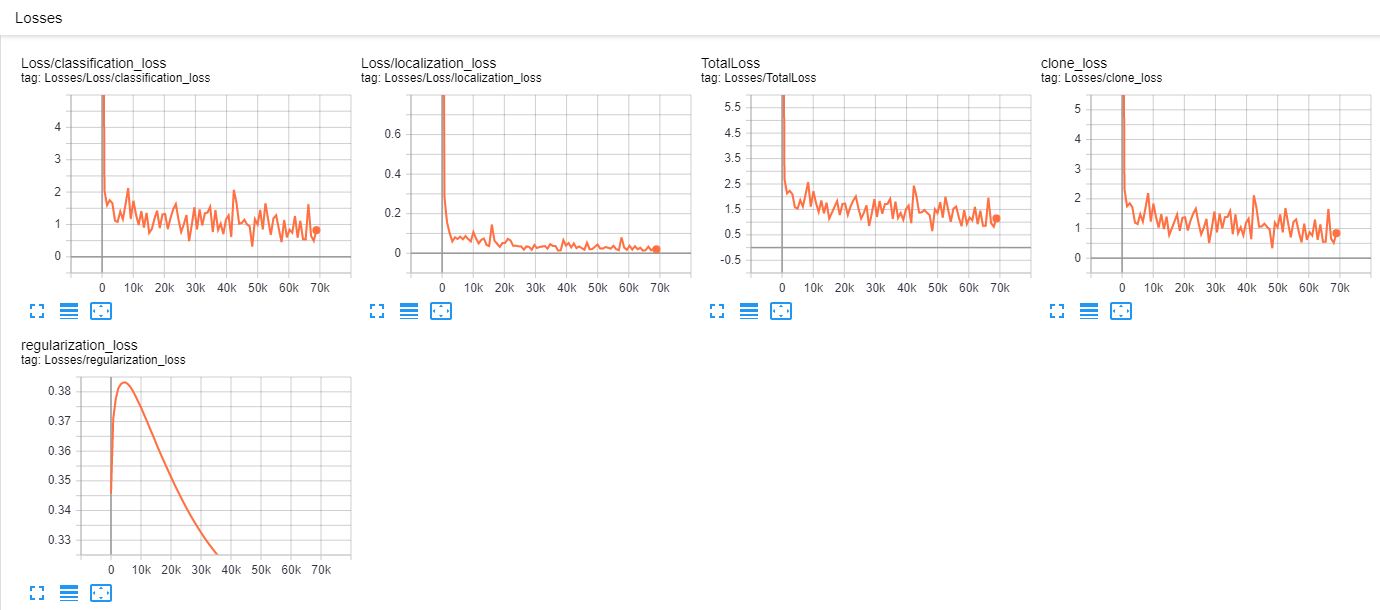 Losses
Loss/classification_loss
tag: Losses/Loss/classification_loss
4
3
2
1
0
0 10k 20k 30k 40k 50k 60k 70k
Loss/localization_loss
tag: Losses/Loss/localization_loss
0.6
0.4
0.2
0
0 10k 20k 30k 40k 50k 60k 70k
TotalLoss
tag: Losses/TotalLoss
5.5
4.5
3.5
2.5
1.5
0.5
-0.5
0 10k 20k 30k 40k 50k 60k 70k
clone_loss
tag: Losses/clone_loss
5
4
3
2
1
0
0 10k 20k 30k 40k 50k 60k 70k
regularization_loss
tag: Losses/regularization_loss
0.38
0.37
0.36
0.35
0.34
0.33
0 10k 20k 30k 40k 50k 60k 70k